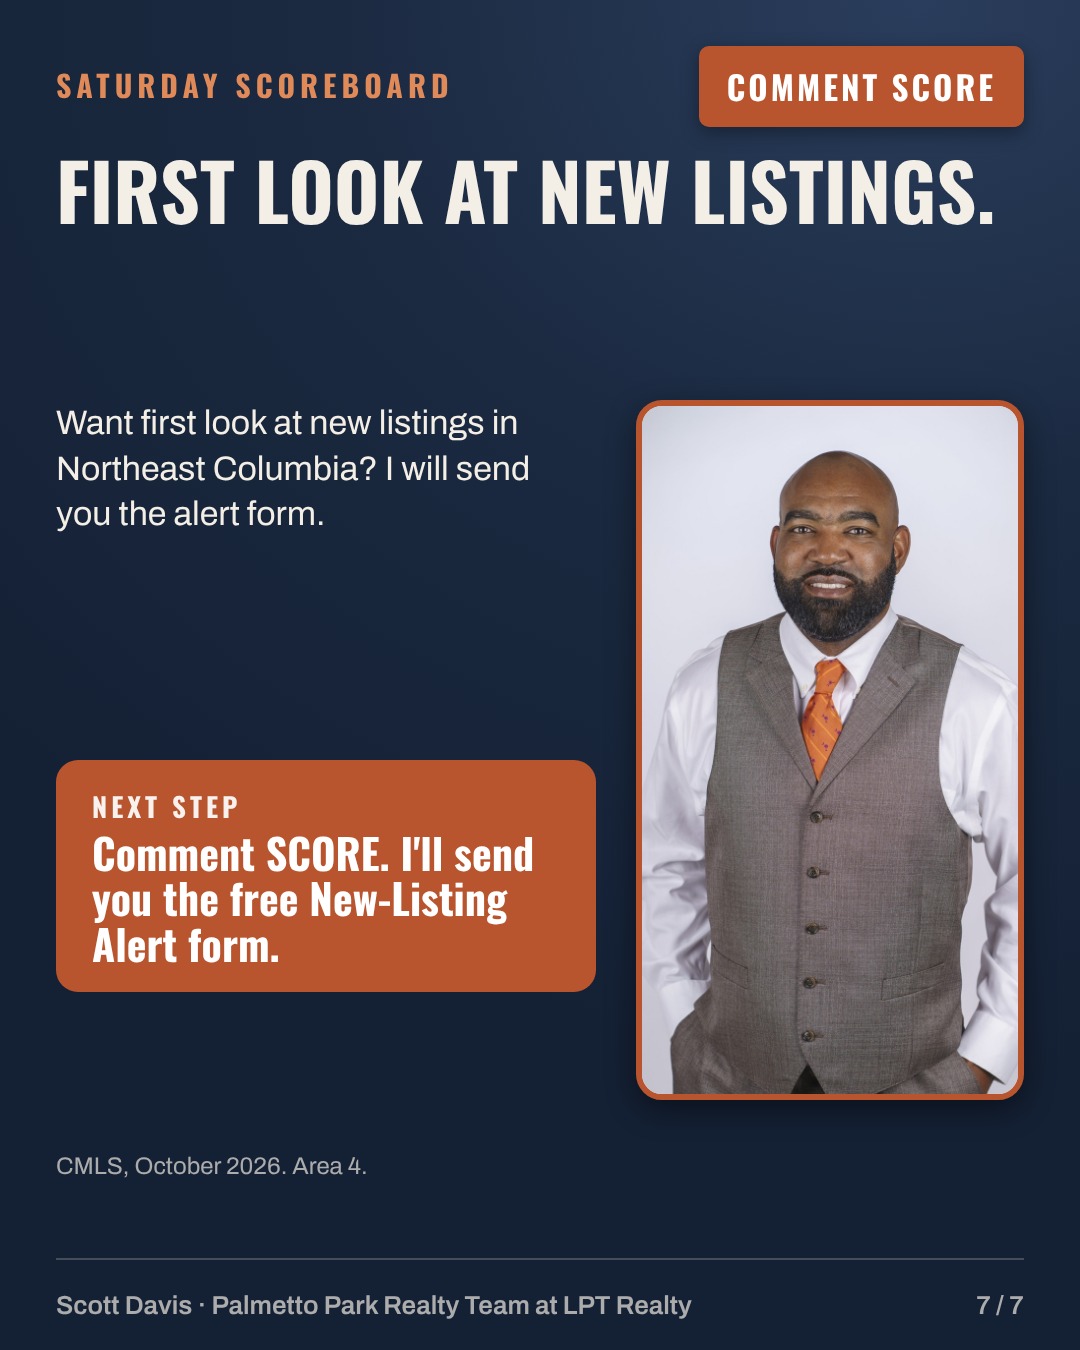 SATURDAY SCOREBOARD
COMMENT SCORE
FIRST LOOK AT NEW LISTINGS.
Want first look at new listings in
Northeast Columbia? I will send
you the alert form.
NEXT STEP
Comment SCORE. I'll send
you the free New-Listing
Alert form.
CMLS, October 2026. Area 4.
Scott Davis · Palmetto Park Realty Team at LPT Realty
7 / 7